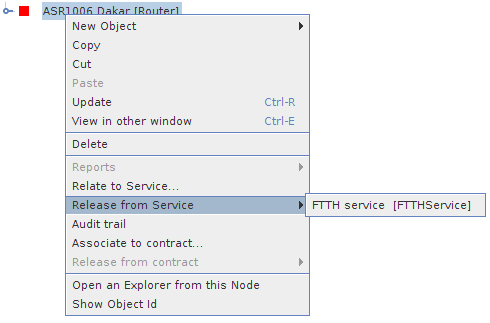 ASR1006 Dakar [Router]
New Object
Copy
Cut
Paste
Update Ctrl-R
View in other window Ctrl-E
Delete
Reports
Relate to Service...
Release from Service
FTTH service [FTTHService]
Audit trail
Associate to contract...
Release from contract
Open an Explorer from this Node
Show Object Id